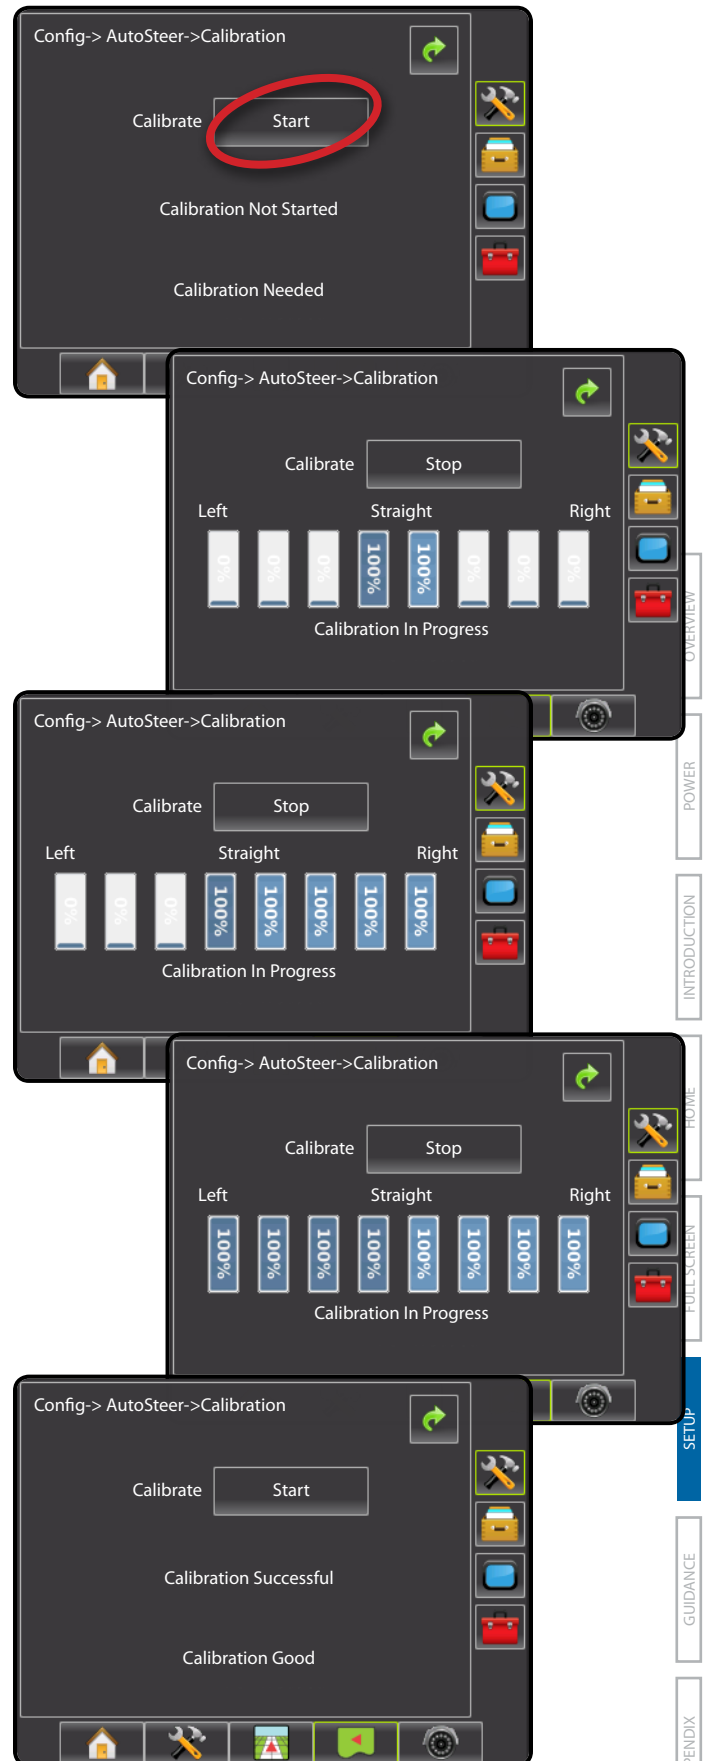 Config-> AutoSteer->Calibration
Calibrate Start
Calibration Not Started
Calibration Needed
Config-> AutoSteer->Calibration
Calibrate Stop
Left Straight Right
0% 0% 0% 100% 100% 0% 0% 0%
Calibration In Progress
Config-> AutoSteer->Calibration
Calibrate Stop
Left Straight Right
0% 0% 0% 100% 100% 100% 100% 100%
Calibration In Progress
Config-> AutoSteer->Calibration
Calibrate Stop
Left Straight Right
100% 100% 100% 100% 100% 100% 100% 100%
Calibration In Progress
Config-> AutoSteer->Calibration
Calibrate Start
Calibration Successful
Calibration Good
OVERVIEW
POWER
INTRODUCTION
HOME
FULL SCREEN
SETUP
GUIDANCE
PENDIX